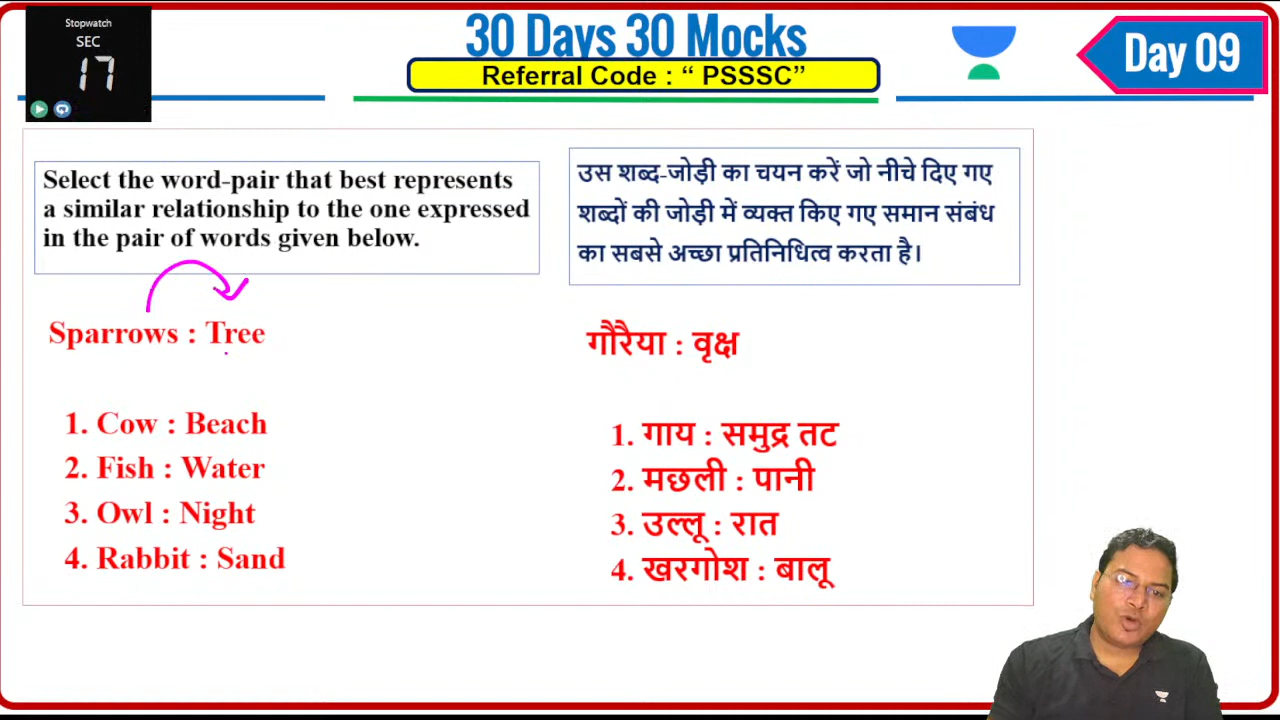 Stopwatch
SEC
17
30 Days 30 Mocks
Referral Code : “ PSSSC”
Day 09
Select the word-pair that best represents
a similar relationship to the one expressed
in the pair of words given below.
Sparrows : Tree
1. Cow : Beach
2. Fish : Water
3. Owl : Night
4. Rabbit : Sand
उस शब्द-जोड़ी का चयन करें जो नीचे दिए गए
शब्दों की जोड़ी में व्यक्त किए गए समान संबंध
का सबसे अच्छा प्रतिनिधित्व करता है।
गौरैया : वृक्ष
1. गाय : समुद्र तट
2. मछली : पानी
3. उल्लू : रात
4. खरगोश : बालू